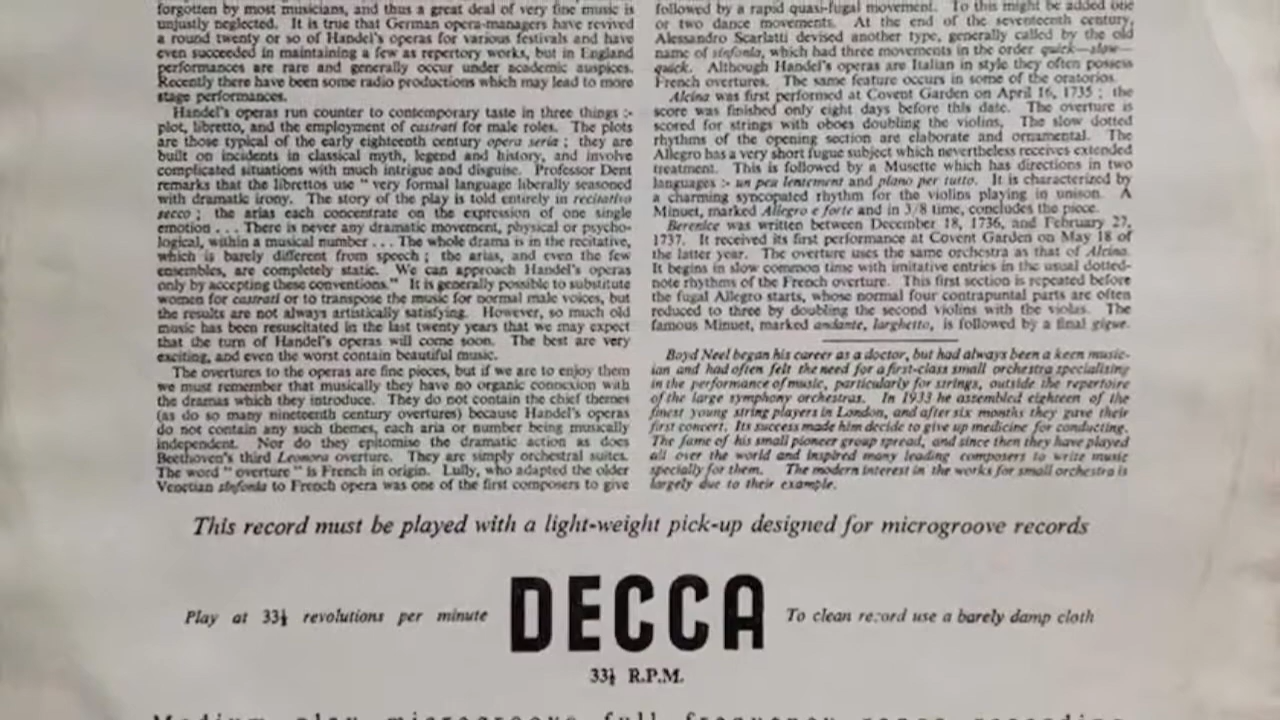 forgotten by most musicians, and thus a great deal of very fine music is
unjustly neglected. It is true that German opera-managers have revived
a round twenty or so of Handel's operas for various festivals and have
even succeeded in maintaining a few as repertory works, but in England
performances are rare and generally occur under academic auspices.
Recently there have been some radio productions which may lead to more
stage performances.
Handel's operas run counter to contemporary taste in three things :-
plot, libretto, and the employment of castrati for male roles. The plots
are those typical of the early eighteenth century opera seria ; they are
built on incidents in classical myth, legend and history, and involve
complicated situations with much intrigue and disguise. Professor Dent
remarks that the librettos use " very formal language liberally seasoned
with dramatic irony. The story of the play is told entirely in recitativo
secco ; the arias each concentrate on the expression of one single
emotion . . . There is never any dramatic movement, physical or psycho-
logical, within a musical number . . . The whole drama is in the recitative,
which is barely different from speech ; the arias, and even the few
ensembles, are completely static. We can approach Handel's operas
only by accepting these conventions." It is generally possible to substitute
women for castrati or to transpose the music for normal male voices, but
the results are not always artistically satisfying. However, so much old
music has been resuscitated in the last twenty years that we may expect
that the turn of Handel's operas will come soon. The best are very
exciting, and even the worst contain beautiful music.
The overtures to the operas are fine pieces, but if we are to enjoy them
we must remember that musically they have no organic connexion with
the dramas which they introduce. They do not contain the chief themes
(as do so many nineteenth century overtures) because Handel's operas
do not contain any such themes, each aria or number being musically
independent. Nor do they epitomise the dramatic action as does
Beethoven's third Leonora overture. They are simply orchestral suites.
The word " overture " is French in origin. Lully, who adapted the older
Venetian sinfonia to French opera was one of the first composers to give
followed by a rapid quasi-fugal movement. To this might be added one
or two dance movements. At the end of the seventeenth century,
Alessandro Scarlatti devised another type, generally called by the old
name of sinfonia, which had three movements in the order quick—slow—
quick. Although Handel's operas are Italian in style they often possess
French overtures. The same feature occurs in some of the oratorios.
Alcina was first performed at Covent Garden on April 16, 1735 ; the
score was finished only eight days before this date. The overture is
scored for strings with oboes doubling the violins. The slow dotted
rhythms of the opening section are elaborate and ornamental. The
Allegro has a very short fugue subject which nevertheless receives extended
treatment. This is followed by a Musette which has directions in two
languages :- un peu lentement and piano per tutto. It is characterized by
a charming syncopated rhythm for the violins playing in unison. A
Minuet, marked Allegro e forte and in 3/8 time, concludes the piece.
Berenice was written between December 18, 1736, and February 27,
1737. It received its first performance at Covent Garden on May 18 of
the latter year. The overture uses the same orchestra as that of Alcina.
It begins in slow common time with imitative entries in the usual dotted-
note rhythms of the French overture. This first section is repeated before
the fugal Allegro starts, whose normal four contrapuntal parts are often
reduced to three by doubling the second violins with the violas. The
famous Minuet, marked andante, larghetto, is followed by a final gigue.
Boyd Neel began his career as a doctor, but had always been a keen music-
ian and had often felt the need for a first-class small orchestra specialising
in the performance of music, particularly for strings, outside the repertoire
of the large symphony orchestras. In 1933 he assembled eighteen of the
finest young string players in London, and after six months they gave their
first concert. Its success made him decide to give up medicine for conducting.
The fame of his small pioneer group spread, and since then they have played
all over the world and inspired many leading composers to write music
specially for them. The modern interest in the works for small orchestra is
largely due to their example.
This record must be played with a light-weight pick-up designed for microgroove records
Play at 33⅓ revolutions per minute
DECCA
To clean record use a barely damp cloth
33⅓ R.P.M.
Medium play microgroove full frequency range recording